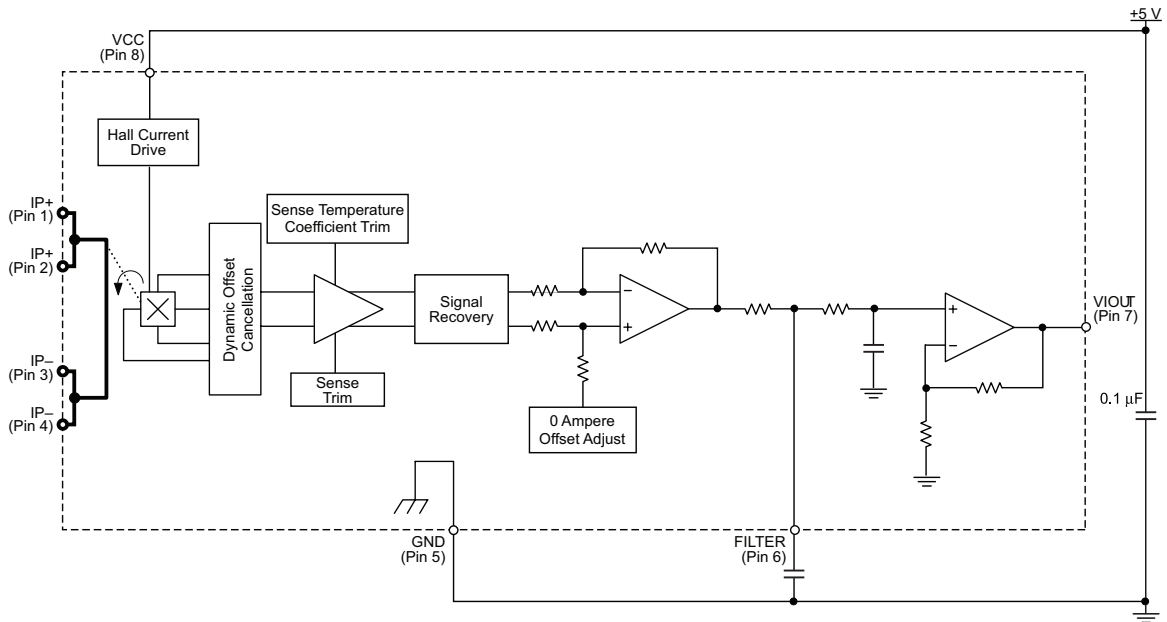 +5 V
VCC
(Pin 8)
Hall Current
Drive
IP+
(Pin 1)
IP+
(Pin 2)
IP–
(Pin 3)
IP–
(Pin 4)
Dynamic Offset
Cancellation
Sense Temperature
Coefficient Trim
Sense
Trim
Signal
Recovery
0 Ampere
Offset Adjust
−
+
+
−
VIOUT
(Pin 7)
0.1 µF
GND
(Pin 5)
FILTER
(Pin 6)